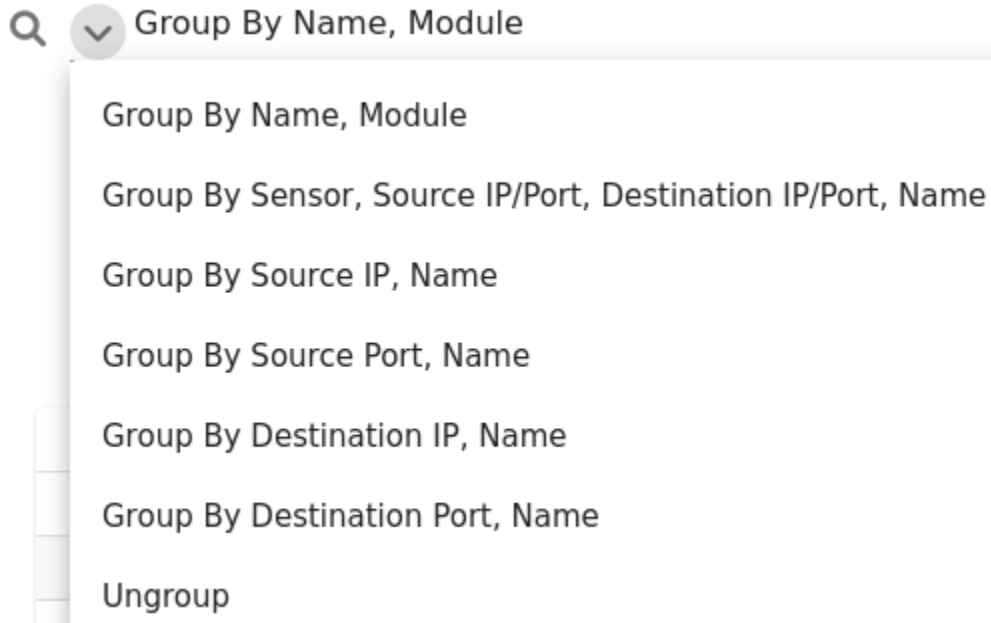 Group By Name, Module
Group By Name, Module
Group By Sensor, Source IP/Port, Destination IP/Port, Name
Group By Source IP, Name
Group By Source Port, Name
Group By Destination IP, Name
Group By Destination Port, Name
Ungroup